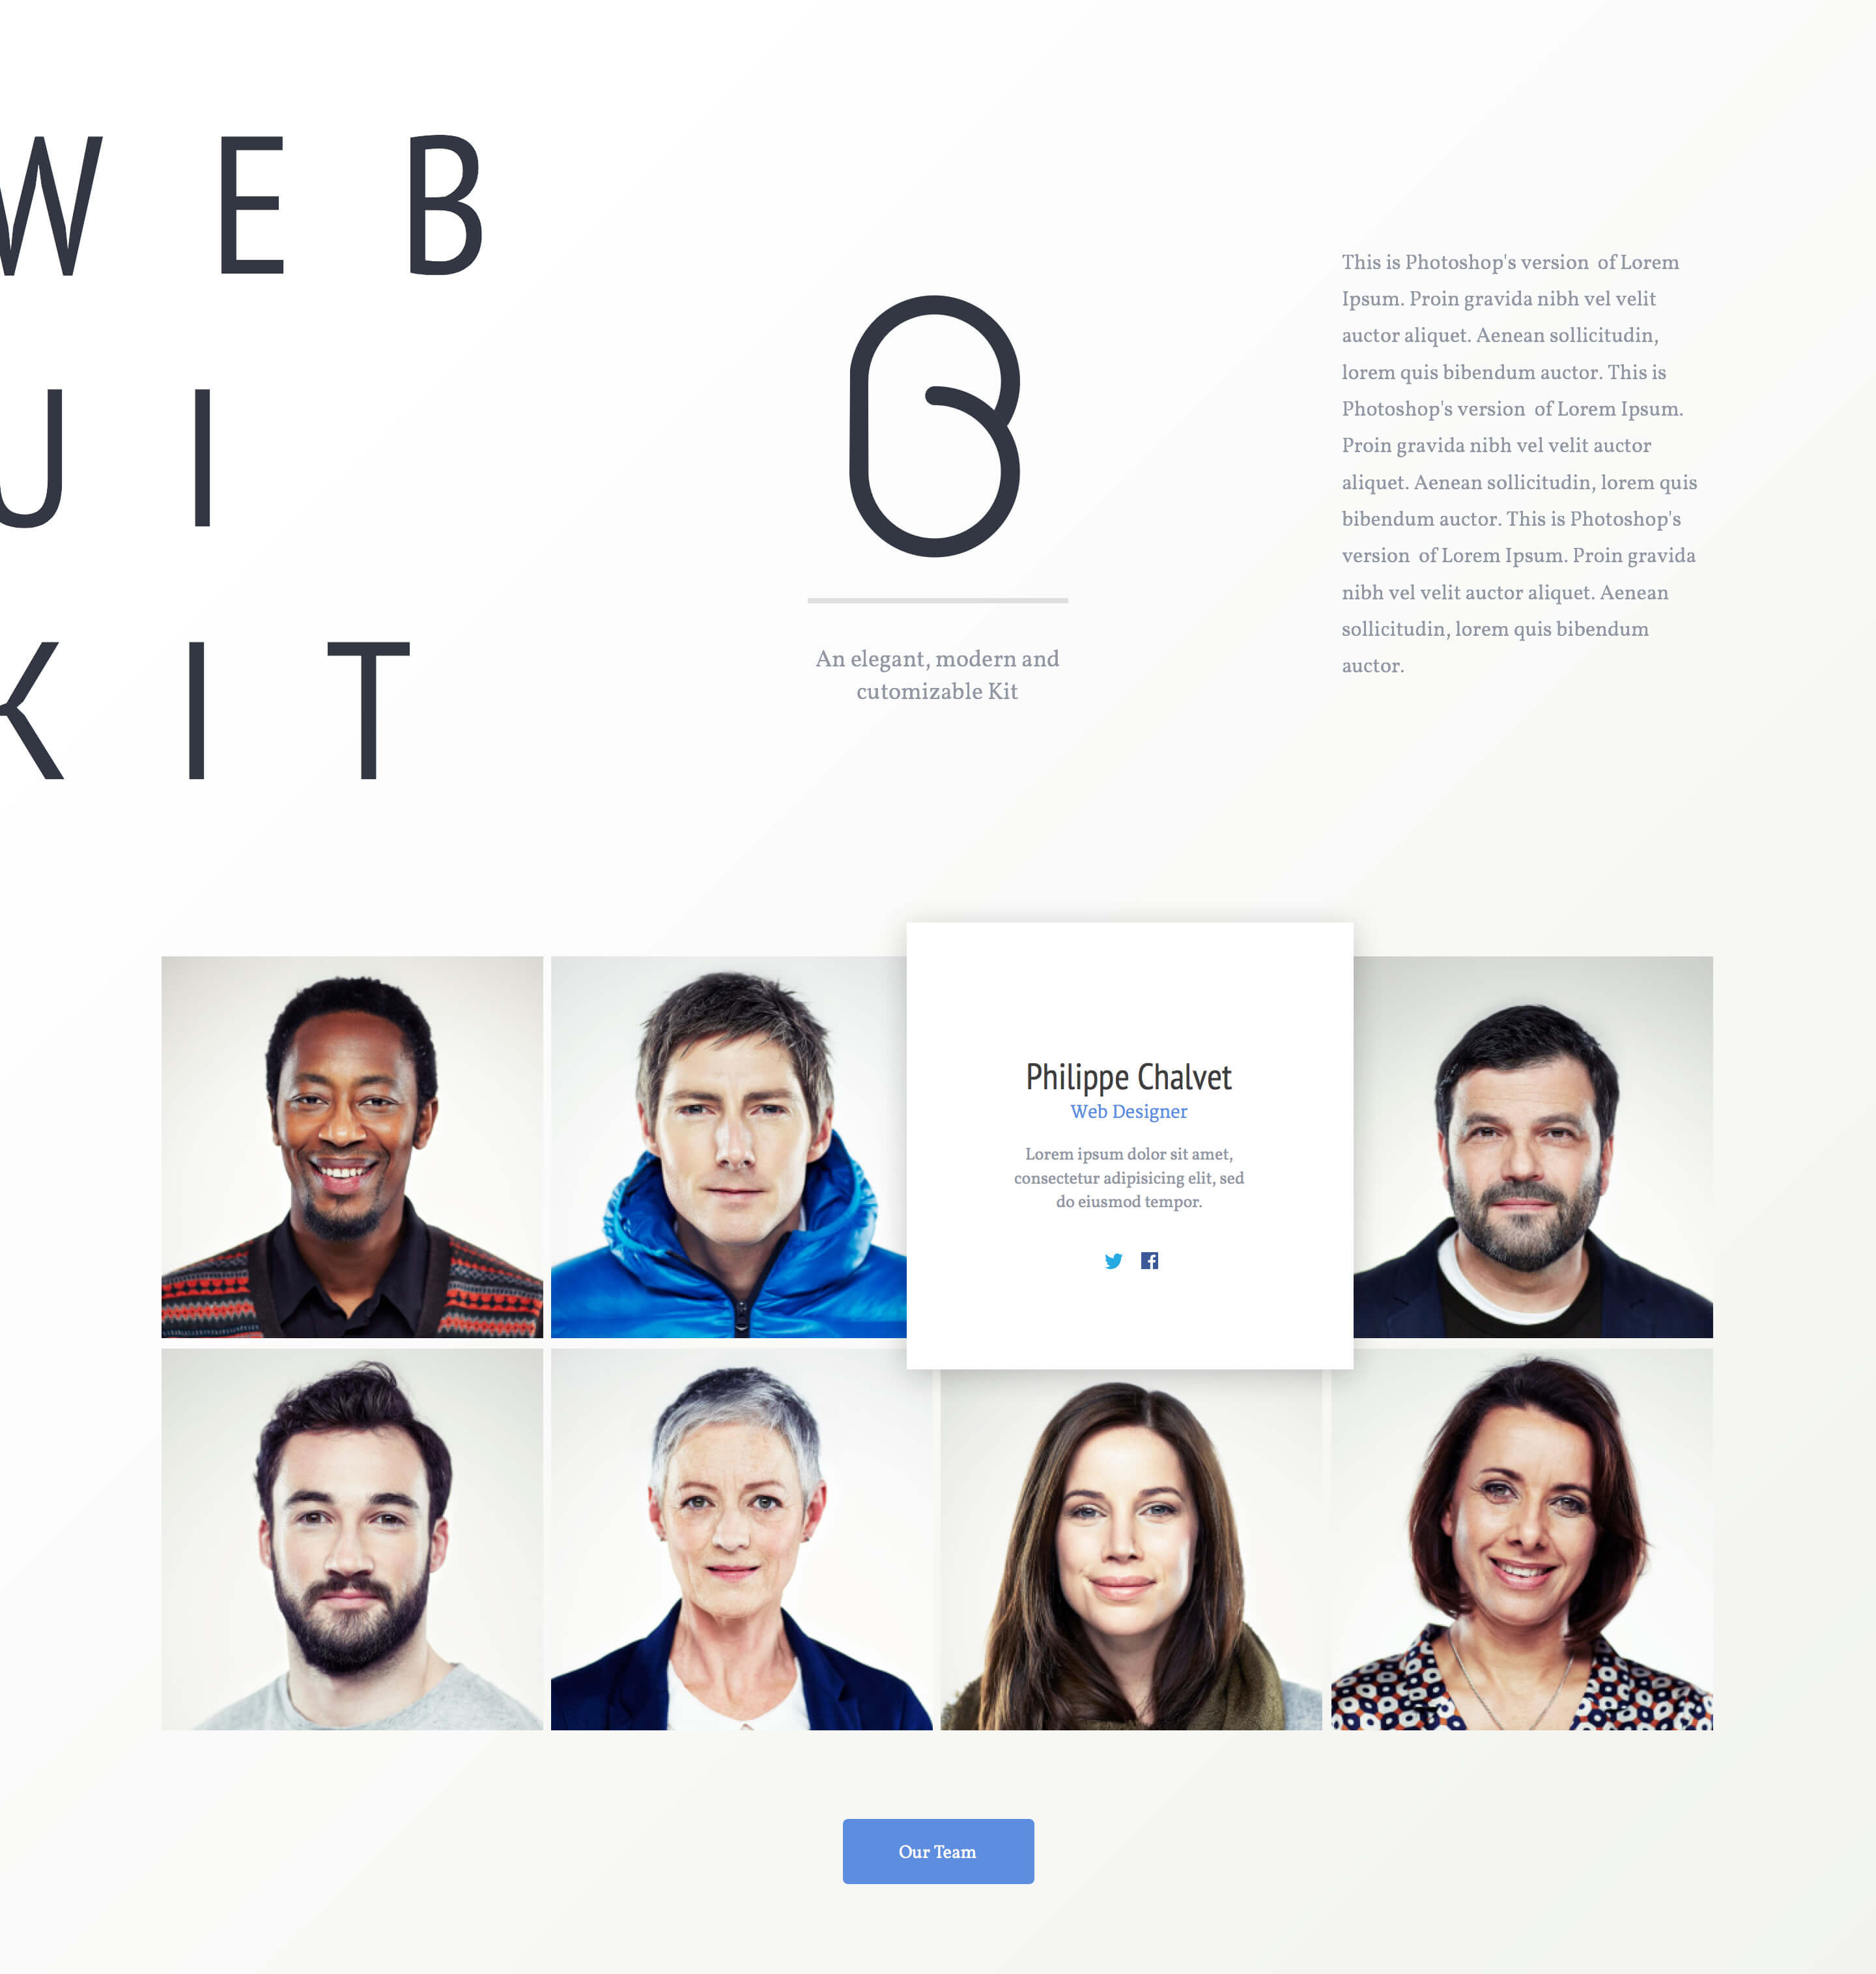 WEB
UI
KIT
An elegant, modern and
cutomizable Kit
This is Photoshop's version  of Lorem
Ipsum. Proin gravida nibh vel velit
auctor aliquet. Aenean sollicitudin,
lorem quis bibendum auctor. This is
Photoshop's version  of Lorem Ipsum.
Proin gravida nibh vel velit auctor
aliquet. Aenean sollicitudin, lorem quis
bibendum auctor. This is Photoshop's
version  of Lorem Ipsum. Proin gravida
nibh vel velit auctor aliquet. Aenean
sollicitudin, lorem quis bibendum
auctor.
Philippe Chalvet
Web Designer
Lorem ipsum dolor sit amet,
consectetur adipisicing elit, sed
do eiusmod tempor.
Our Team